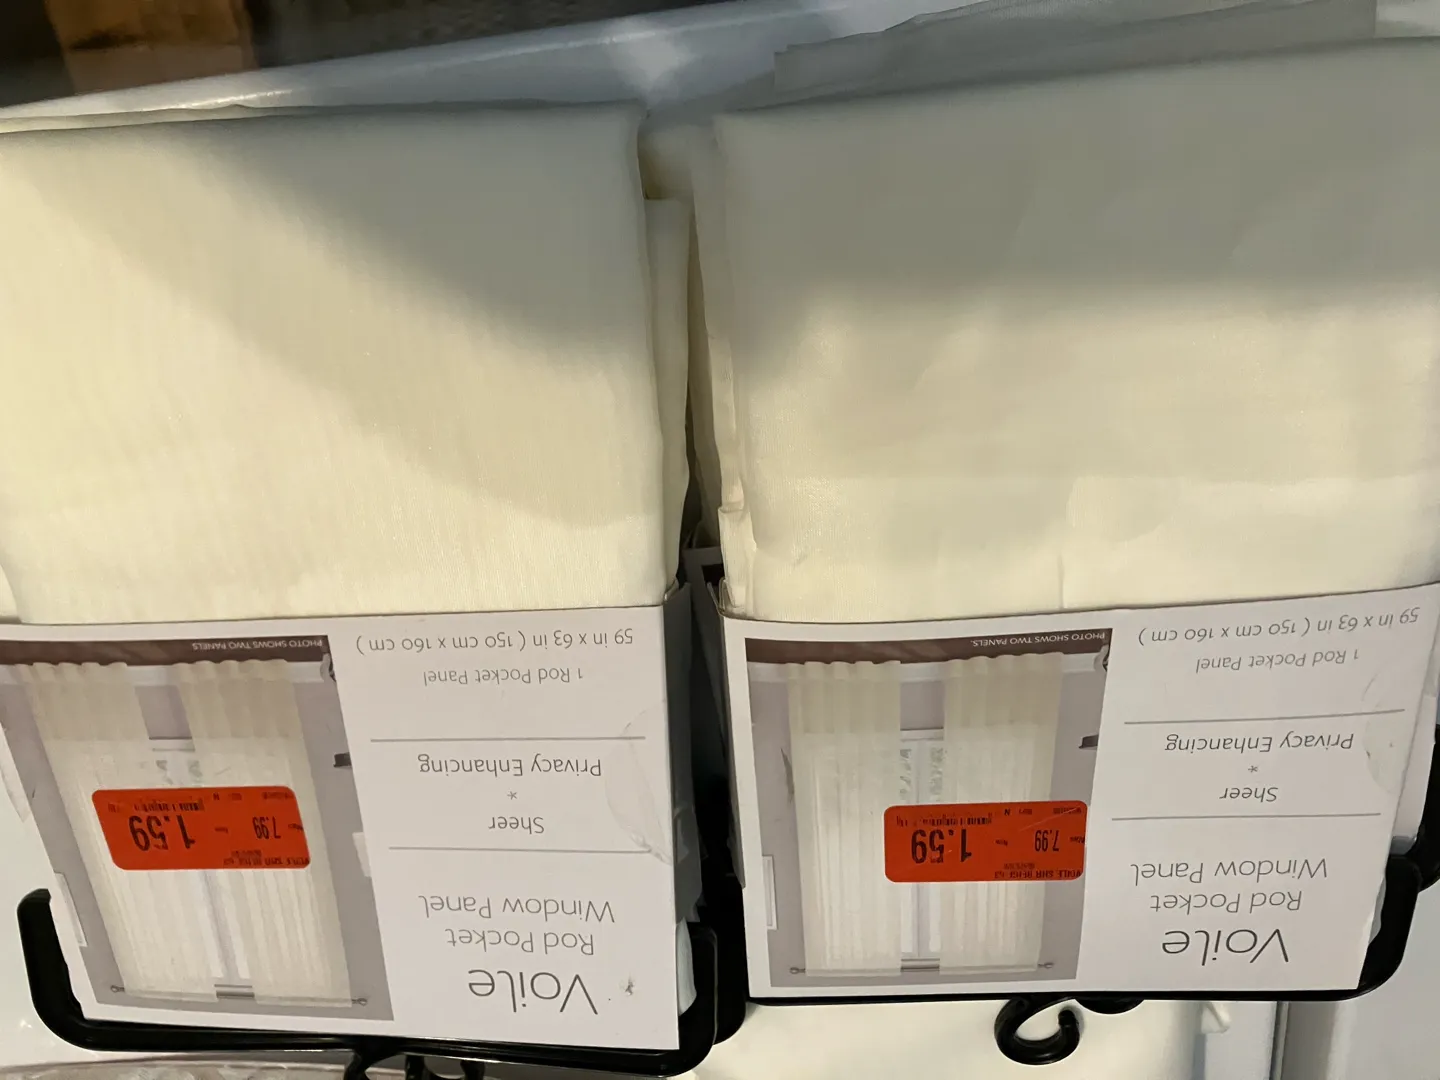 Voile
Rod Pocket
Window Panel
Sheer
*
Privacy Enhancing
1 Rod Pocket Panel
59 in x 63 in ( 150 cm x 160 cm )
7.99
1.59
PHOTO SHOWS TWO PANELS.
Voile
Rod Pocket
Window Panel
Sheer
*
Privacy Enhancing
1 Rod Pocket Panel
59 in x 63 in ( 150 cm x 160 cm )
7.99
1.59
PHOTO SHOWS TWO PANELS.